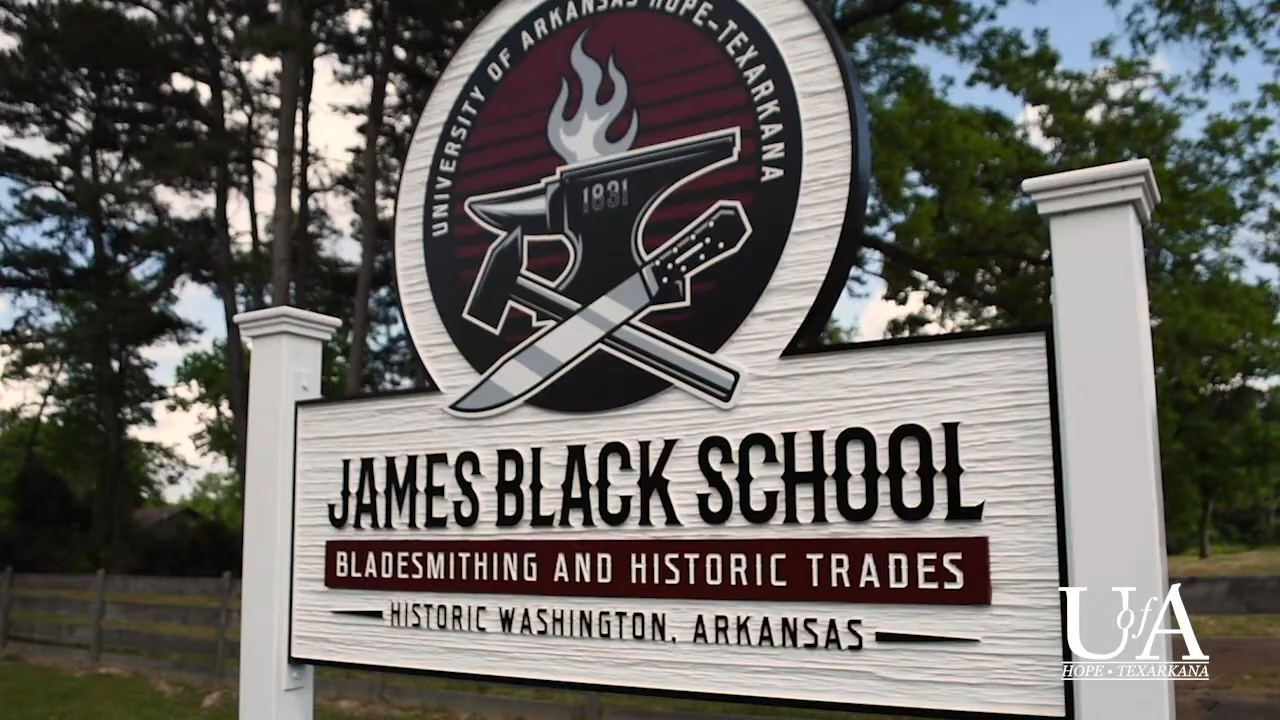 UNIVERSITY OF ARKANSAS HOPE-TEXARKANA
1831
JAMES BLACK SCHOOL
BLADESMITHING AND HISTORIC TRADES
HISTORIC WASHINGTON, ARKANSAS
UofA
HOPE • TEXARKANA